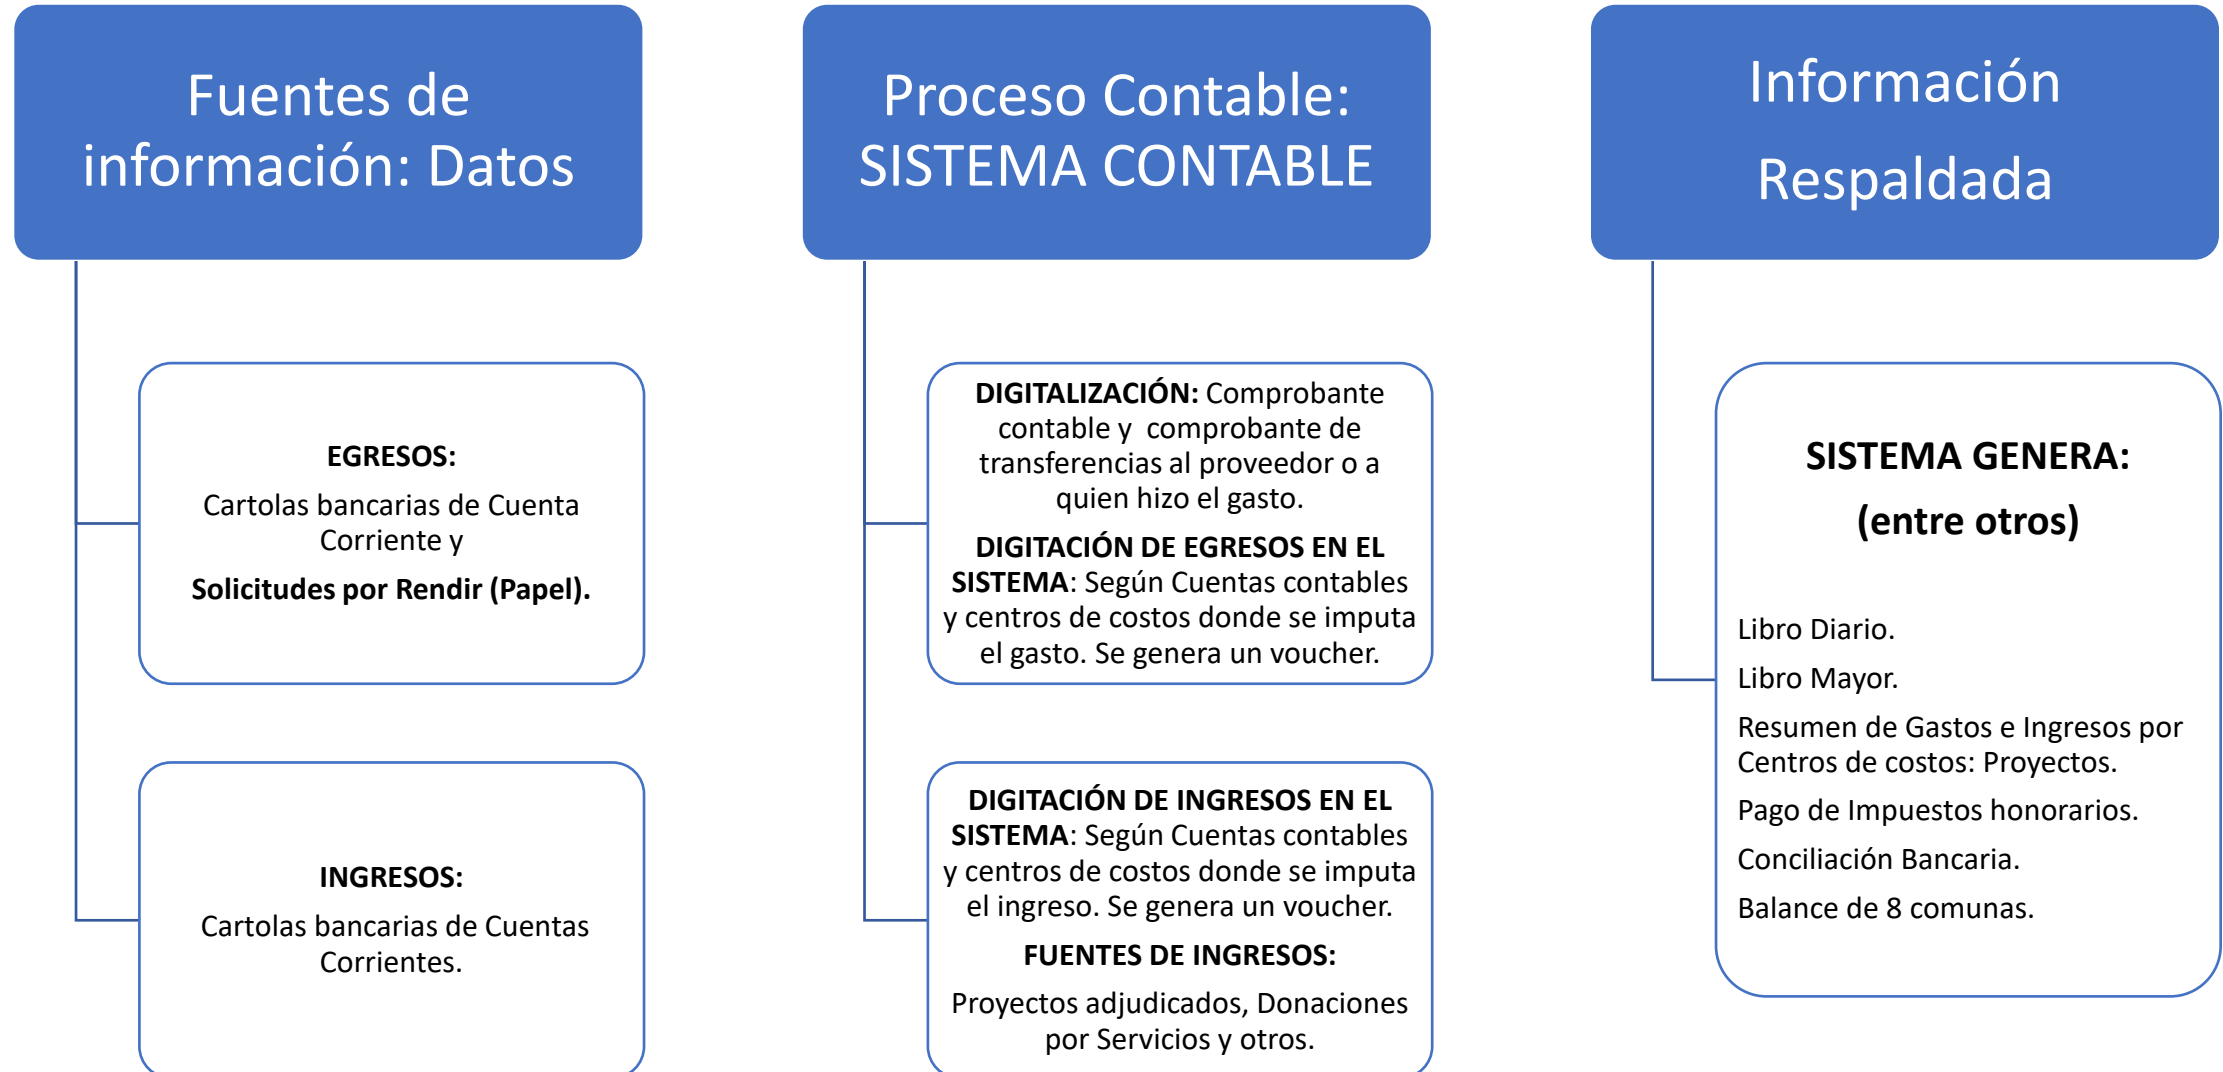 Fuentes de
información: Datos
EGRESOS:
Cartolas bancarias de Cuenta
Corriente y
Solicitudes por Rendir (Papel).
INGRESOS:
Cartolas bancarias de Cuentas
Corrientes.
Proceso Contable:
SISTEMA CONTABLE
DIGITALIZACIÓN: Comprobante
contable y  comprobante de
transferencias al proveedor o a
quien hizo el gasto.
DIGITACIÓN DE EGRESOS EN EL
SISTEMA: Según Cuentas contables
y centros de costos donde se imputa
el gasto. Se genera un voucher.
DIGITACIÓN DE INGRESOS EN EL
SISTEMA: Según Cuentas contables
y centros de costos donde se imputa
el ingreso. Se genera un voucher.
FUENTES DE INGRESOS:
Proyectos adjudicados, Donaciones
por Servicios y otros.
Información
Respaldada
SISTEMA GENERA:
(entre otros)
Libro Diario.
Libro Mayor.
Resumen de Gastos e Ingresos por
Centros de costos: Proyectos.
Pago de Impuestos honorarios.
Conciliación Bancaria.
Balance de 8 comunas.